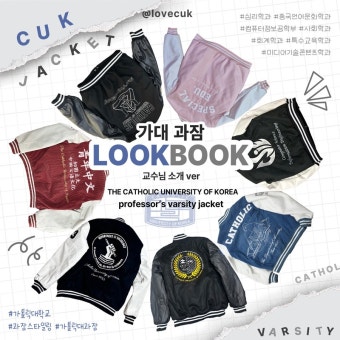 @lovecuk
CUK
JACKET
#심리학과 #중국언어문화학과
#컴퓨터정보공학부 #사회학과
#회계학과 #특수교육학과
#미디어기술콘텐츠학과
SPECIAL
EDU
가대 과잠
LOOKBOOK
교수님 소개 ver
THE CATHOLIC UNIVERSITY OF KOREA
professor's varsity jacket
CATHOLIC
CATHOL
#가톨릭대학교
#과잠스타일링 #가톨릭대과잠
VARSITY